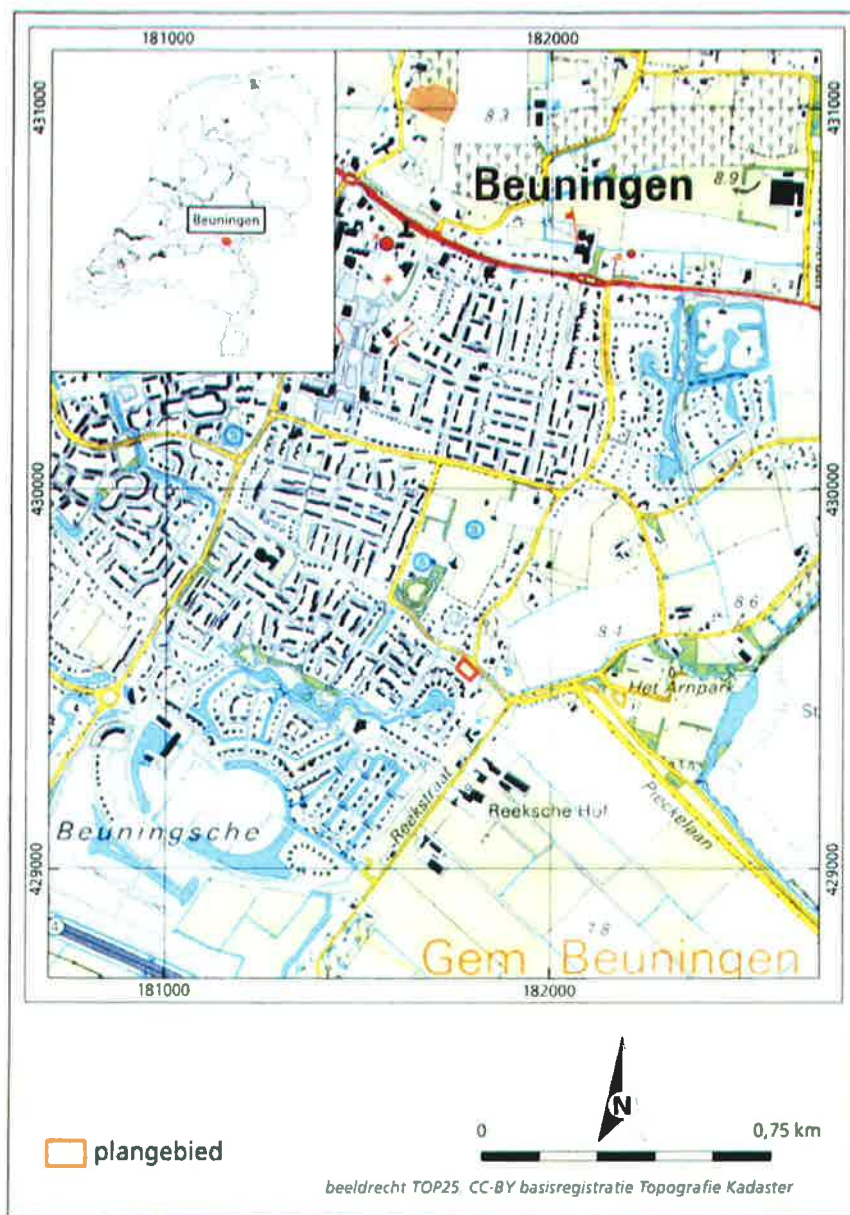 181000 182000
431000 431000
8.3
Beuningen
8.9
Beuningen
430000 430000
8.6
8.4
Het Arnpark
St
Reekstraat
Reeksche Hof
Pieckelaan
Beuningsche
429000 429000
4
7.8
Gem Beuningen
181000 182000
N
plangebied
0 0,75 km
beeldrecht TOP25 CC-BY basisregistratie Topografie Kadaster